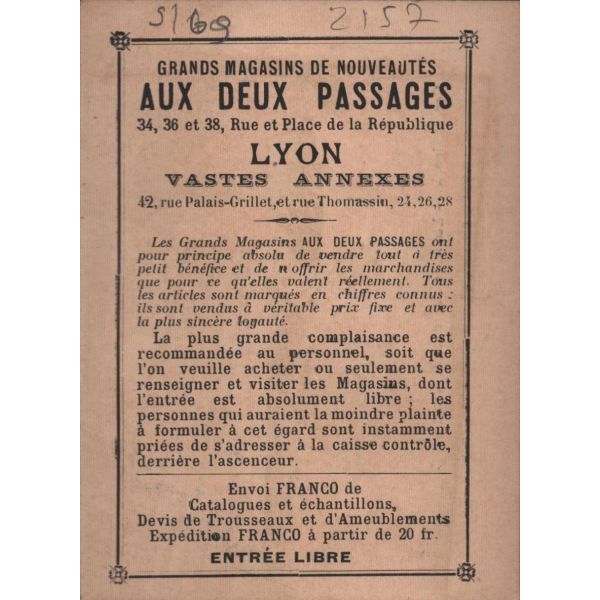 5169 2157
GRANDS MAGASINS DE NOUVEAUTÉS
AUX DEUX PASSAGES
34, 36 et 38, Rue et Place de la République
LYON
VASTES ANNEXES
42, rue Palais-Grillet, et rue Thomassin, 24, 26, 28
Les Grands Magasins AUX DEUX PASSAGES ont
pour principe absolu de vendre tout à très
petit bénéfice et de n'offrir les marchandises
que pour ce qu'elles valent réellement. Tous
les articles sont marqués en chiffres connus :
ils sont vendus à véritable prix fixe et avec
la plus sincère loyauté.
La plus grande complaisance est
recommandée au personnel, soit que
l'on veuille acheter ou seulement se
renseigner et visiter les Magasins, dont
l'entrée est absolument libre ; les
personnes qui auraient la moindre plainte
à formuler à cet égard sont instamment
priées de s'adresser à la caisse contrôle,
derrière l'ascenceur.
Envoi FRANCO de
Catalogues et échantillons,
Devis de Trousseaux et d'Ameublements
Expédition FRANCO à partir de 20 fr.
ENTRÉE LIBRE